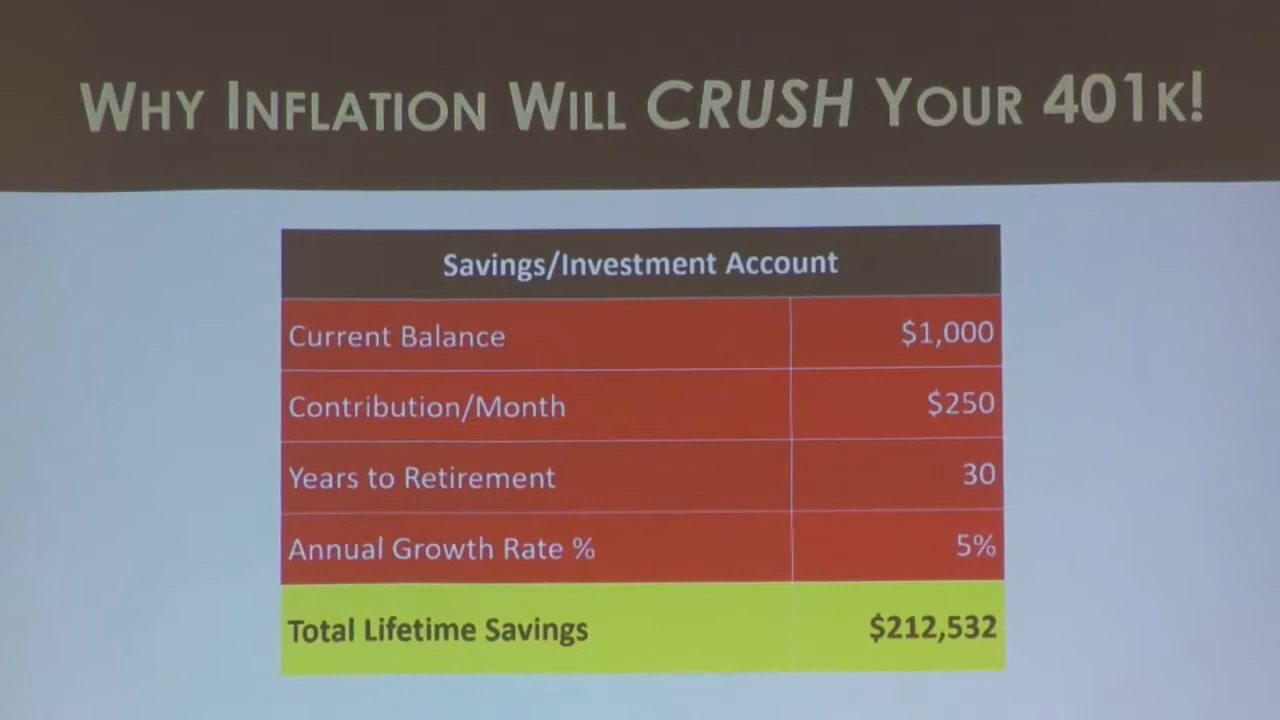 WHY INFLATION WILL CRUSH YOUR 401K!
Savings/Investment Account
Current Balance $1,000
Contribution/Month $250
Years to Retirement 30
Annual Growth Rate % 5%
Total Lifetime Savings $212,532